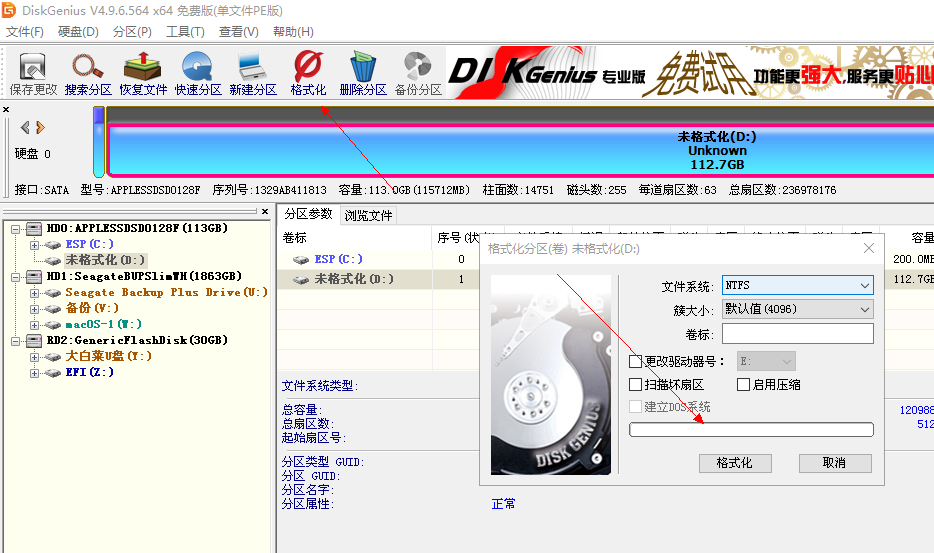 DiskGenius V4.9.6.564 x64 免费版(单文件PE版)
文件(F) 硬盘(D) 分区(P) 工具(T) 查看(V) 帮助(H)
保存更改 搜索分区 恢复文件 快速分区 新建分区 格式化 删除分区 备份分区
DISKGenius 专业版 免费试用 功能更强大,服务更贴心
硬盘 0
未格式化(D:)
Unknown
112.7GB
接口:SATA 型号:APPLESSDSD0128F 序列号:1329AB411813 容量:113.0GB(115712MB) 柱面数:14751 磁头数:255 每道扇区数:63 总扇区数:236978176
HD0:APPLESSDSD0128F(113GB)
ESP(C:)
未格式化(D:)
HD1:SeagateBUPSlimWH(1863GB)
Seagate Backup Plus Drive(U:)
备份(V:)
macOS-1(W:)
RD2:GenericFlashDisk(30GB)
大白菜U盘(Y:)
EFI(Z:)
分区参数 浏览文件
卷标 序号(状 容量
ESP(C:) 0 200.0MB
未格式化(D:) 1 112.7GB
文件系统类型:
总容量: 120988
总扇区数: 512
起始扇区号:
分区类型 GUID:
分区 GUID:
分区名字:
分区属性: 正常
格式化分区(卷) 未格式化(D:)
文件系统: NTFS
簇大小: 默认值(4096)
卷标:
更改驱动器号: E:
扫描坏扇区 启用压缩
建立DOS系统
格式化 取消
DISK GENIUS